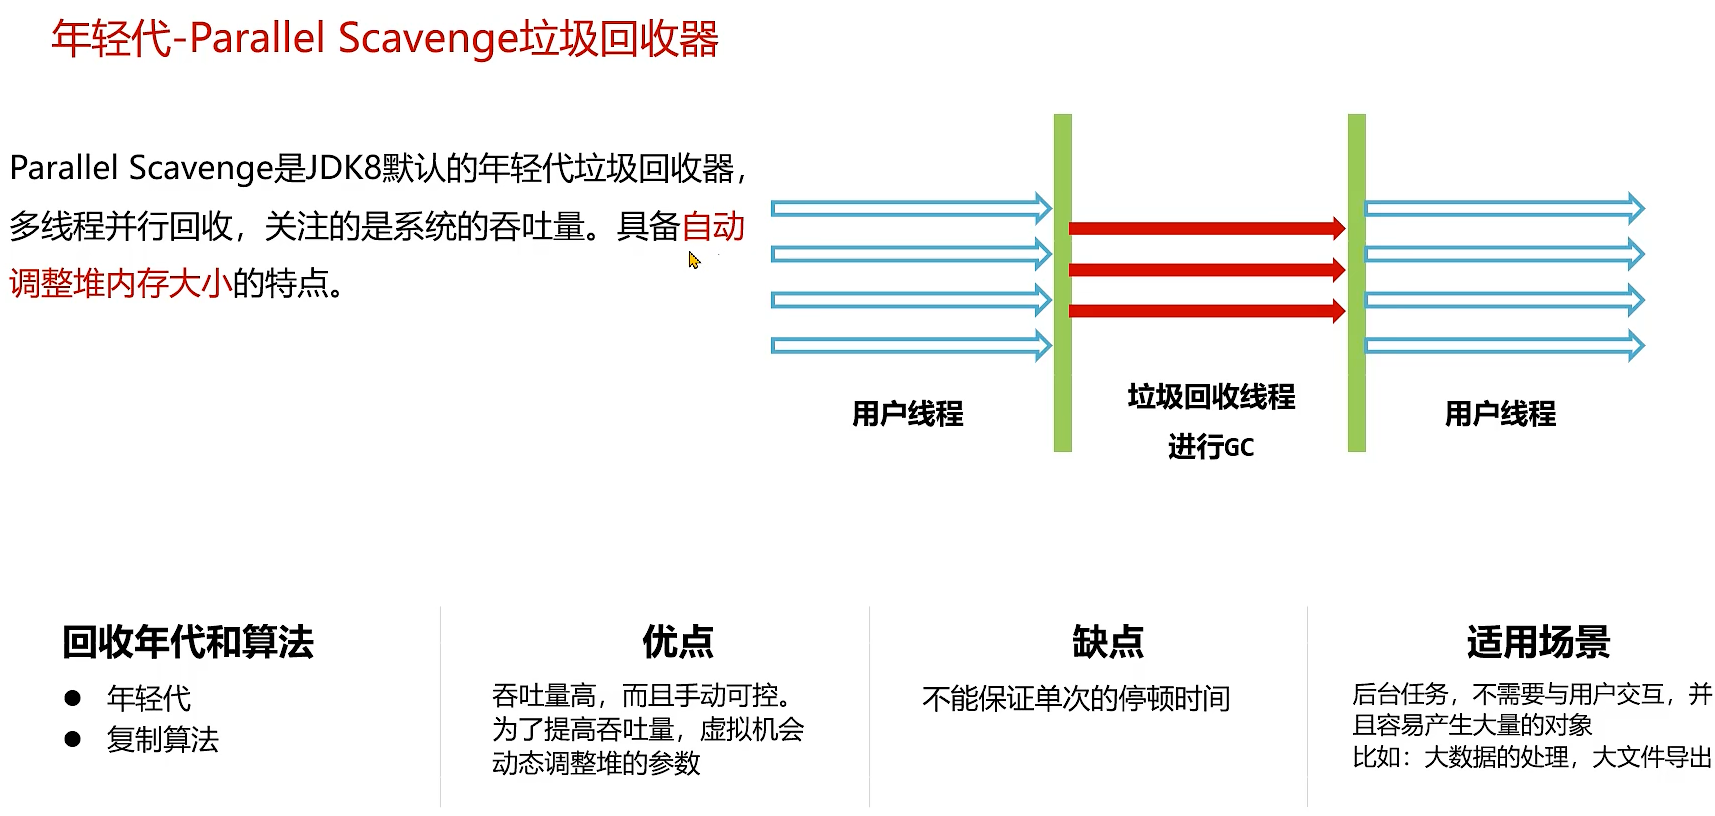 年轻代-Parallel Scavenge垃圾回收器
Parallel Scavenge是JDK8默认的年轻代垃圾回收器，
多线程并行回收，关注的是系统的吞吐量。具备自动
调整堆内存大小的特点。
用户线程
垃圾回收线程
进行GC
用户线程
回收年代和算法
● 年轻代
● 复制算法
优点
吞吐量高，而且手动可控。
为了提高吞吐量，虚拟机会
动态调整堆的参数
缺点
不能保证单次的停顿时间
适用场景
后台任务，不需要与用户交互，并
且容易产生大量的对象
比如：大数据的处理，大文件导出